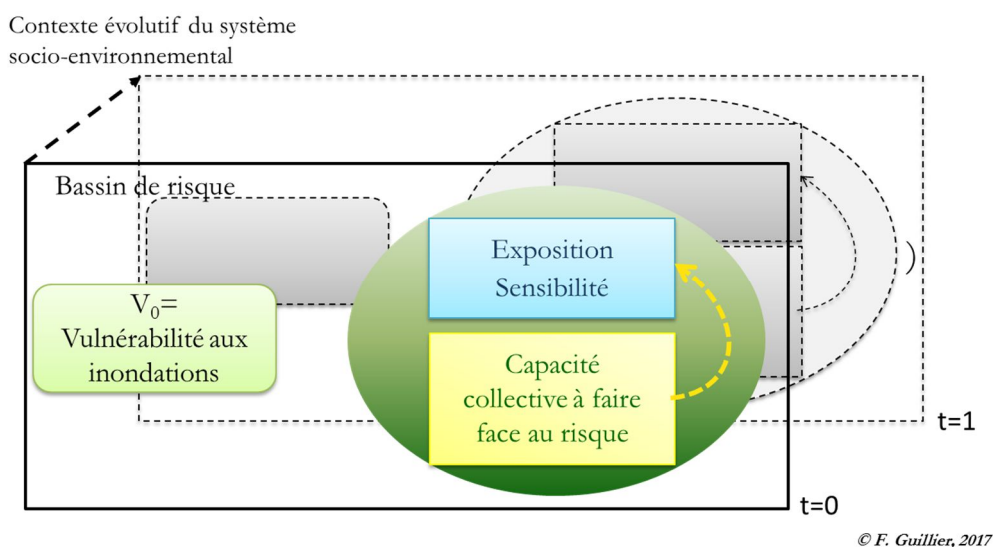 Contexte évolutif du système
socio-environnemental
Bassin de risque
V₀=
Vulnérabilité aux
inondations
Exposition
Sensibilité
Capacité
collective à faire
face au risque
)
t=1
t=0
© F. Guillier, 2017